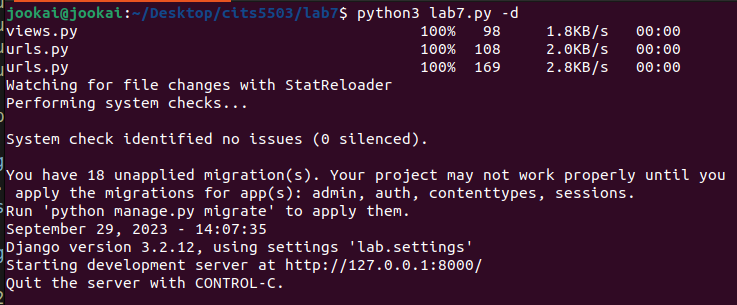 jookai@jookai:~/Desktop/cits5503/lab7$ python3 lab7.py -d
views.py 100% 98 1.8KB/s 00:00
urls.py 100% 108 2.0KB/s 00:00
urls.py 100% 169 2.8KB/s 00:00
Watching for file changes with StatReloader
Performing system checks...
System check identified no issues (0 silenced).
You have 18 unapplied migration(s). Your project may not work properly until you
apply the migrations for app(s): admin, auth, contenttypes, sessions.
Run 'python manage.py migrate' to apply them.
September 29, 2023 - 14:07:35
Django version 3.2.12, using settings 'lab.settings'
Starting development server at http://127.0.0.1:8000/
Quit the server with CONTROL-C.